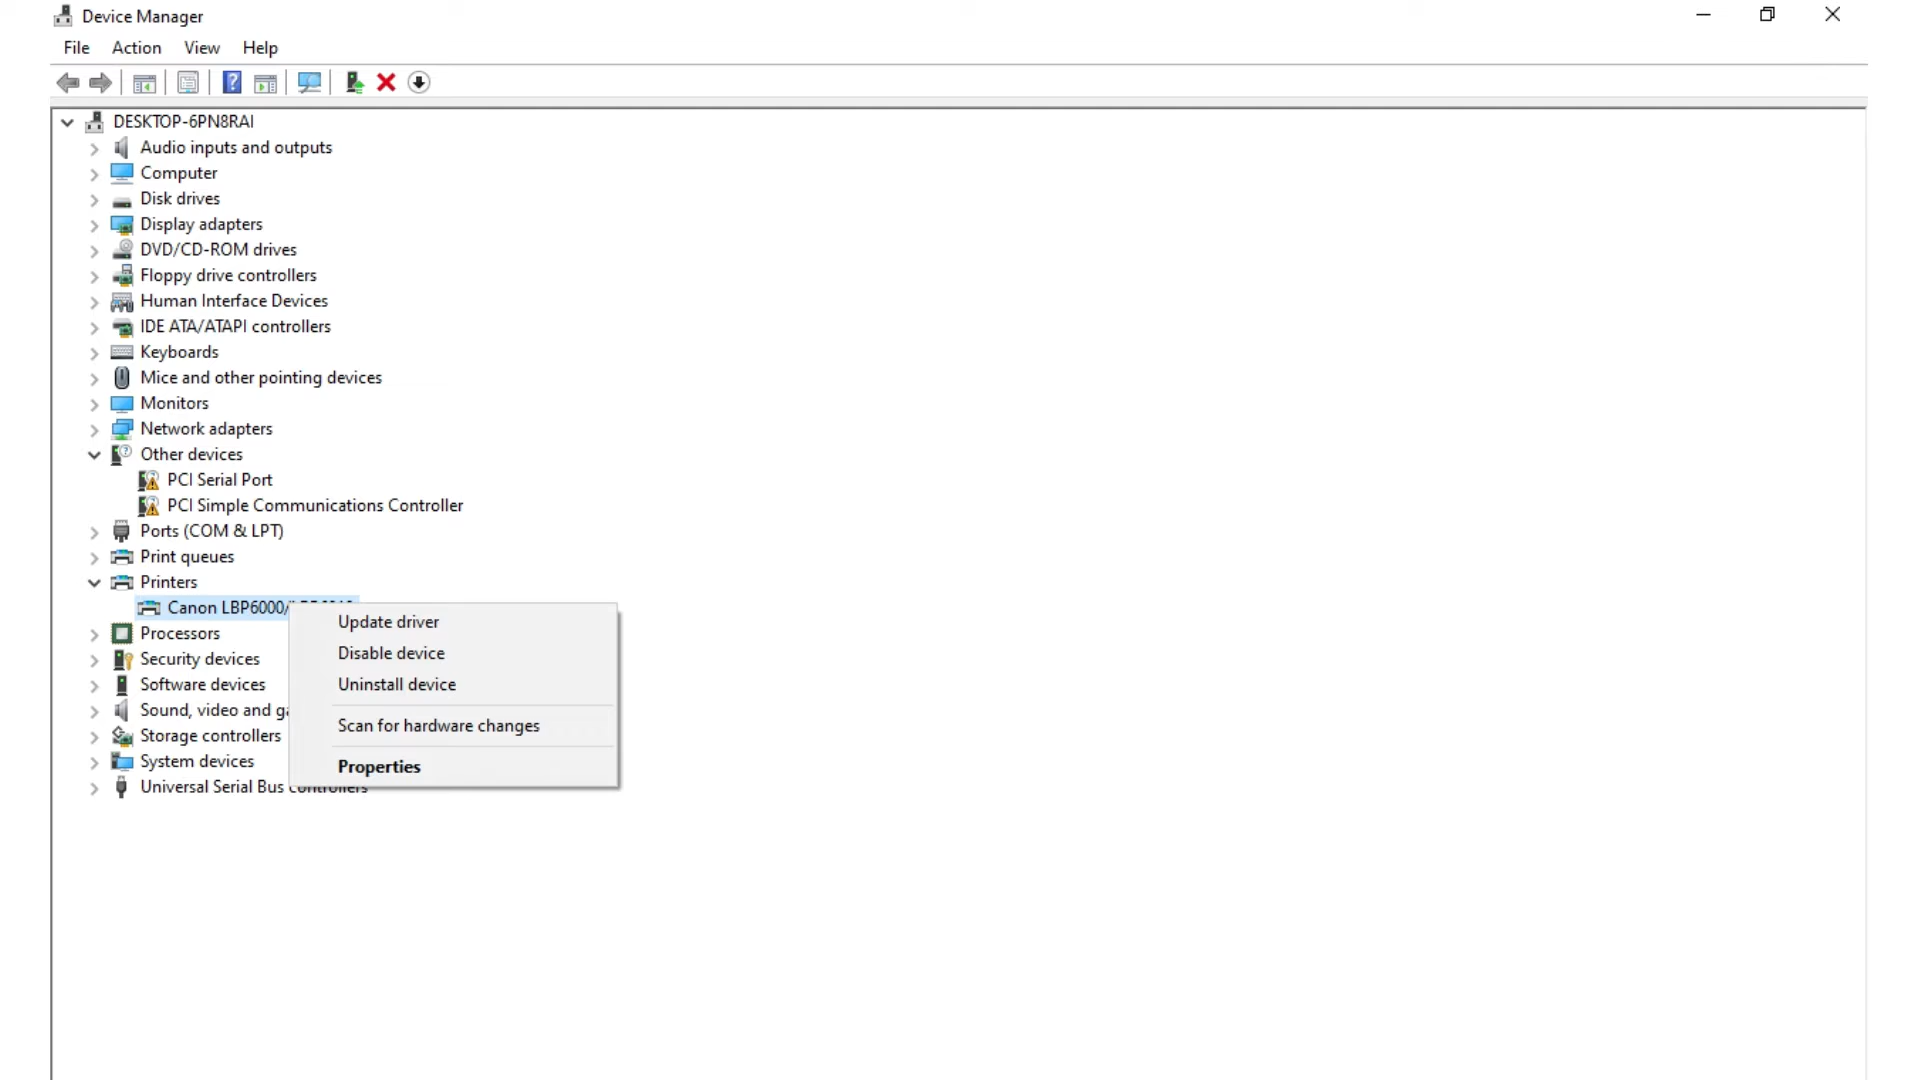 Device Manager
File Action View Help
DESKTOP-6PN8RAI
Audio inputs and outputs
Computer
Disk drives
Display adapters
DVD/CD-ROM drives
Floppy drive controllers
Human Interface Devices
IDE ATA/ATAPI controllers
Keyboards
Mice and other pointing devices
Monitors
Network adapters
Other devices
PCI Serial Port
PCI Simple Communications Controller
Ports (COM & LPT)
Print queues
Printers
Canon LBP6000/
Update driver
Processors
Disable device
Security devices
Software devices
Uninstall device
Sound, video and
Scan for hardware changes
Storage controllers
System devices
Properties
Universal Serial Bus controllers